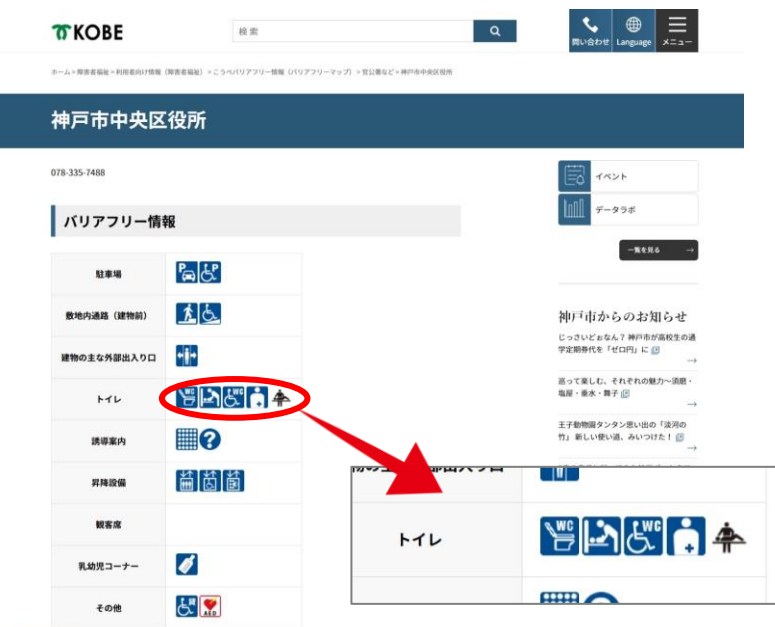 KOBE
検索
問い合わせ
Language
メニュー
ホーム > 障害者福祉 > 利用者向け情報（障害者福祉） > こうべバリアフリー情報（バリアフリーマップ） > 官公署など > 神戸市中央区役所
神戸市中央区役所
078-335-7488
イベント
データラボ
一覧を見る →
バリアフリー情報
駐車場
P P
敷地内通路（建物前）
建物の主な外部出入り口
トイレ
WC WC
誘導案内
?
昇降設備
観客席
乳幼児コーナー
その他
AED
神戸市からのお知らせ
じっさいどぉなん？神戸市が高校生の通
学定期券代を「ゼロ円」に
→
巡って楽しむ、それぞれの魅力～須磨・
塩屋・垂水・舞子
→
王子動物園タンタン思い出の「淡河の
竹」新しい使い道、みいつけた！
→
トイレ
WC WC